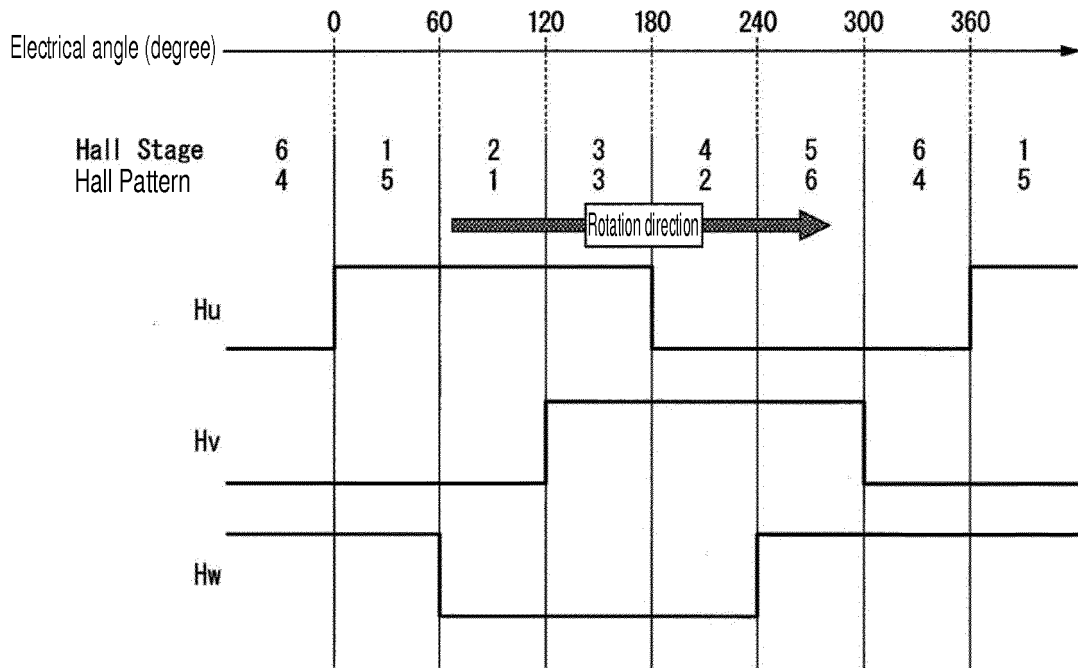 0 60 120 180 240 300 360
Electrical angle (degree)
Hall Stage 6 1 2 3 4 5 6 1
Hall Pattern 4 5 1 3 2 6 4 5
Rotation direction
Hu
Hv
Hw